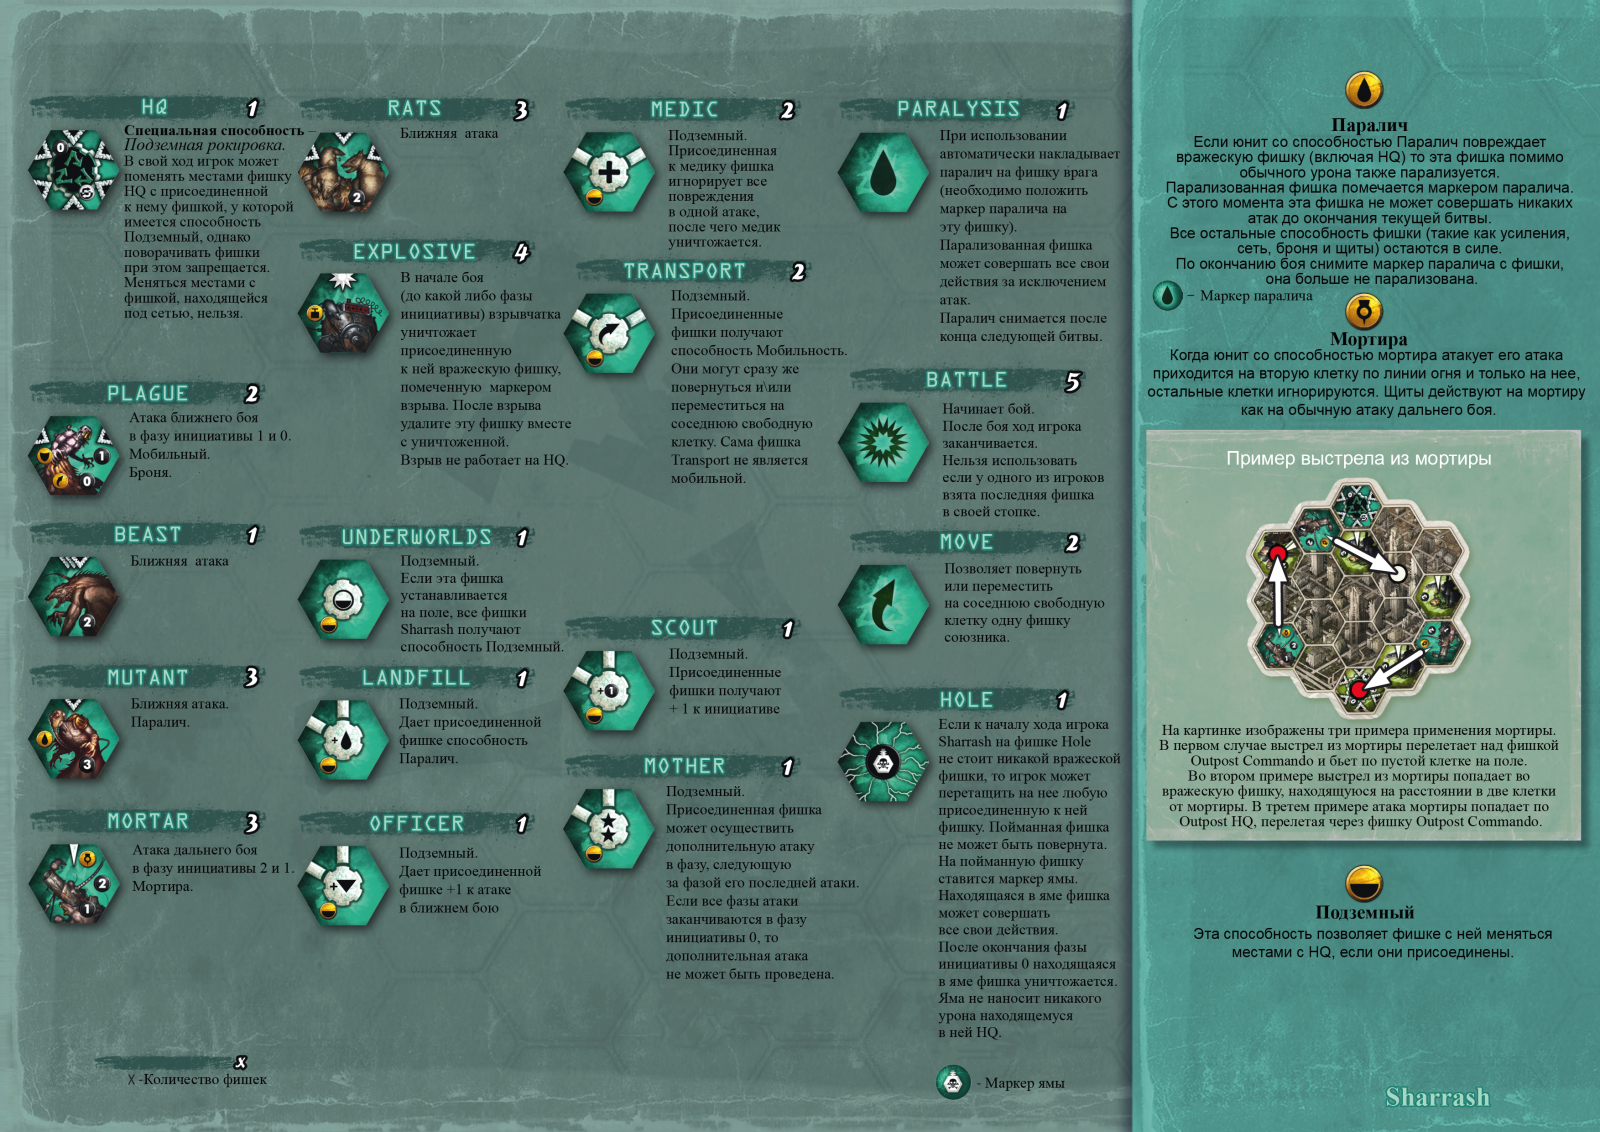 HQ 1
Специальная способность –
Подземная рокировка.
В свой ход игрок может
поменять местами фишку
HQ с присоединенной
к нему фишкой, у которой
имеется способность
Подземный, однако
поворачивать фишки
при этом запрещается.
Меняться местами с
фишкой, находящейся
под сетью, нельзя.
0
PLAGUE 2
Атака ближнего боя
в фазу инициативы 1 и 0.
Мобильный.
Броня.
1
0
BEAST 1
Ближняя атака
2
MUTANT 3
Ближняя атака.
Паралич.
3
MORTAR 3
Атака дальнего боя
в фазу инициативы 2 и 1.
Мортира.
2
1
x
X -Количество фишек
RATS 3
Ближняя атака
2
EXPLOSIVE 4
В начале боя
(до какой либо фазы
инициативы) взрывчатка
уничтожает
присоединенную
к ней вражескую фишку,
помеченную маркером
взрыва. После взрыва
удалите эту фишку вместе
с уничтоженной.
Взрыв не работает на HQ.
UNDERWORLDS 1
Подземный.
Если эта фишка
устанавливается
на поле, все фишки
Sharrash получают
способность Подземный.
LANDFILL 1
Подземный.
Дает присоединенной
фишке способность
Паралич.
+
OFFICER 1
Подземный.
Дает присоединенной
фишке +1 к атаке
в ближнем бою
+
MEDIC 2
Подземный.
Присоединенная
к медику фишка
игнорирует все
повреждения
в одной атаке,
после чего медик
уничтожается.
TRANSPORT 2
Подземный.
Присоединенные
фишки получают
способность Мобильность.
Они могут сразу же
повернуться и\или
переместиться на
соседнюю свободную
клетку. Сама фишка
Transport не является
мобильной.
SCOUT 1
Подземный.
Присоединенные
фишки получают
+ 1 к инициативе
+1
MOTHER 1
Подземный.
Присоединенная фишка
может осуществить
дополнительную атаку
в фазу, следующую
за фазой его последней атаки.
Если все фазы атаки
заканчиваются в фазу
инициативы 0, то
дополнительная атака
не может быть проведена.
PARALYSIS 1
При использовании
автоматически накладывает
паралич на фишку врага
(необходимо положить
маркер паралича на
эту фишку).
Парализованная фишка
может совершать все свои
действия за исключением
атак.
Паралич снимается после
конца следующей битвы.
BATTLE 5
Начинает бой.
После боя ход игрока
заканчивается.
Нельзя использовать
если у одного из игроков
взята последняя фишка
в своей стопке.
MOVE 2
Позволяет повернуть
или переместить
на соседнюю свободную
клетку одну фишку
союзника.
HOLE 1
Если к началу хода игрока
Sharrash на фишке Hole
не стоит никакой вражеской
фишки, то игрок может
перетащить на нее любую
присоединенную к ней
фишку. Пойманная фишка
не может быть повернута.
На пойманную фишку
ставится маркер ямы.
Находящаяся в яме фишка
может совершать
все свои действия.
После окончания фазы
инициативы 0 находящаяся
в яме фишка уничтожается.
Яма не наносит никакого
урона находящемуся
в ней HQ.
- Маркер ямы
Паралич
Если юнит со способностью Паралич повреждает
вражескую фишку (включая HQ) то эта фишка помимо
обычного урона также парализуется.
Парализованная фишка помечается маркером паралича.
С этого момента эта фишка не может совершать никаких
атак до окончания текущей битвы.
Все остальные способность фишки (такие как усиления,
сеть, броня и щиты) остаются в силе.
По окончанию боя снимите маркер паралича с фишки,
она больше не парализована.
– Маркер паралича
Мортира
Когда юнит со способностью мортира атакует его атака
приходится на вторую клетку по линии огня и только на нее,
остальные клетки игнорируются. Щиты действуют на мортиру
как на обычную атаку дальнего боя.
Пример выстрела из мортиры
На картинке изображены три примера применения мортиры.
В первом случае выстрел из мортиры перелетает над фишкой
Outpost Commando и бьет по пустой клетке на поле.
Во втором примере выстрел из мортиры попадает во
вражескую фишку, находящуюся на расстоянии в две клетки
от мортиры. В третем примере атака мортиры попадает по
Outpost HQ, перелетая через фишку Outpost Commando.
Подземный
Эта способность позволяет фишке с ней меняться
местами с HQ, если они присоединены.
Sharrash